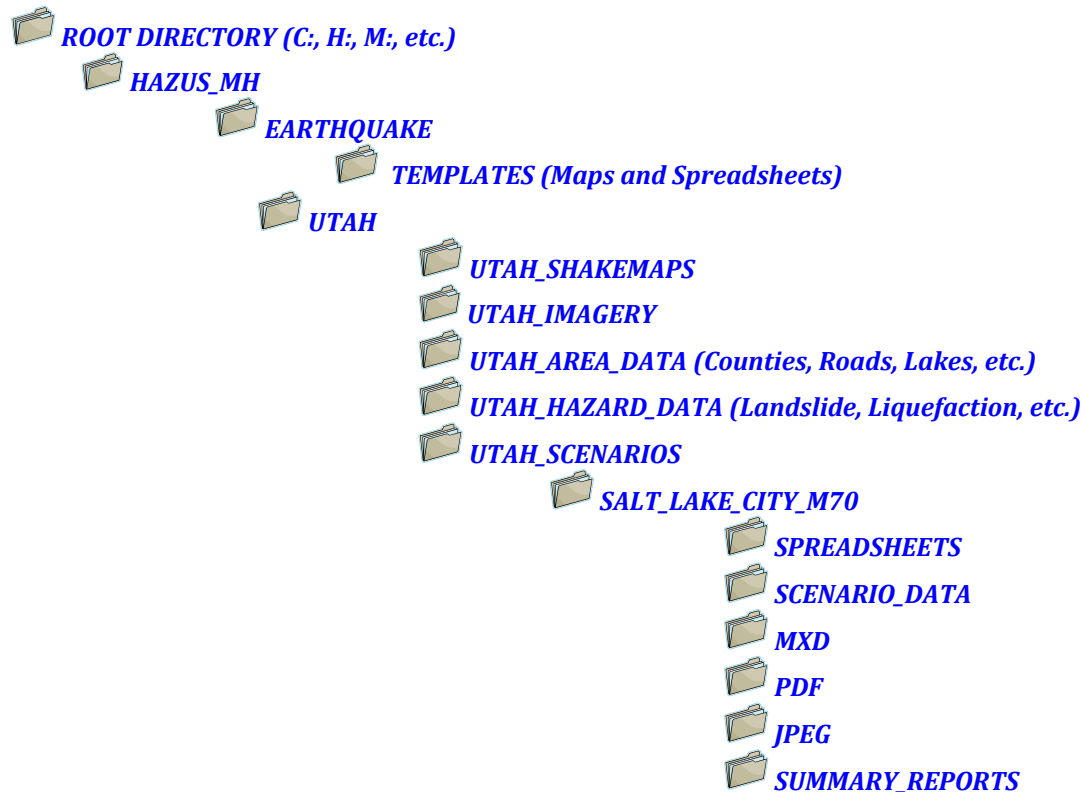 ROOT DIRECTORY (C:, H:, M:, etc.)
HAZUS_MH
EARTHQUAKE
TEMPLATES (Maps and Spreadsheets)
UTAH
UTAH_SHAKEMAPS
UTAH_IMAGERY
UTAH_AREA_DATA (Counties, Roads, Lakes, etc.)
UTAH_HAZARD_DATA (Landslide, Liquefaction, etc.)
UTAH_SCENARIOS
SALT_LAKE_CITY_M70
SPREADSHEETS
SCENARIO_DATA
MXD
PDF
JPEG
SUMMARY_REPORTS